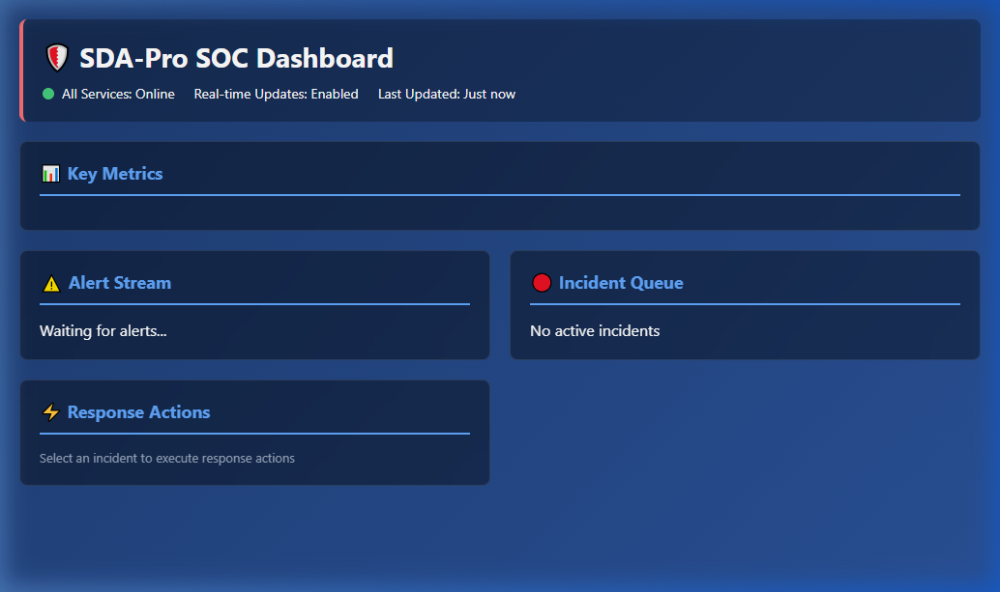 SDA-Pro SOC Dashboard
All Services: Online Real-time Updates: Enabled Last Updated: Just now
Key Metrics
Alert Stream
Waiting for alerts...
Incident Queue
No active incidents
Response Actions
Select an incident to execute response actions